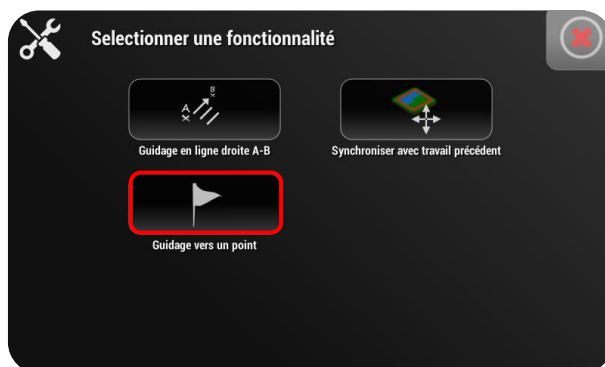 Selectionner une fonctionnalité
A
B
Guidage en ligne droite A-B
Synchroniser avec travail précédent
Guidage vers un point